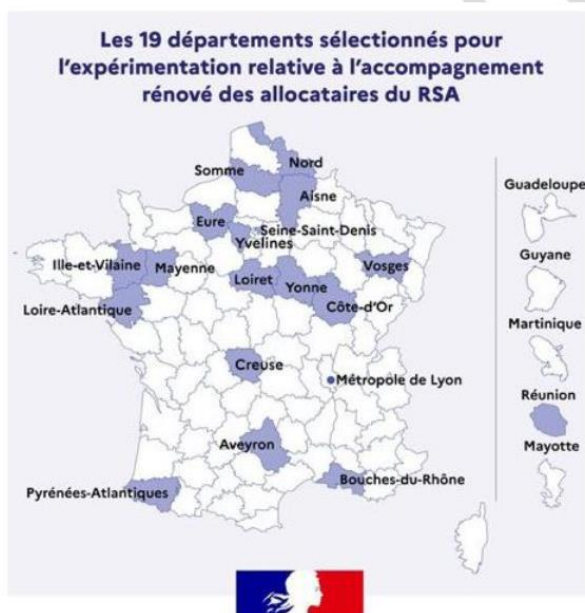 Les 19 départements sélectionnés pour
l'expérimentation relative à l'accompagnement
rénové des allocataires du RSA
Nord
Somme
Aisne
Eure
Seine-Saint-Denis
Yvelines
Ille-et-Vilaine
Mayenne
Loiret
Yonne
Vosges
Loire-Atlantique
Côte-d'Or
Creuse
Métropole de Lyon
Aveyron
Pyrénées-Atlantiques
Bouches-du-Rhône
Guadeloupe
Guyane
Martinique
Réunion
Mayotte